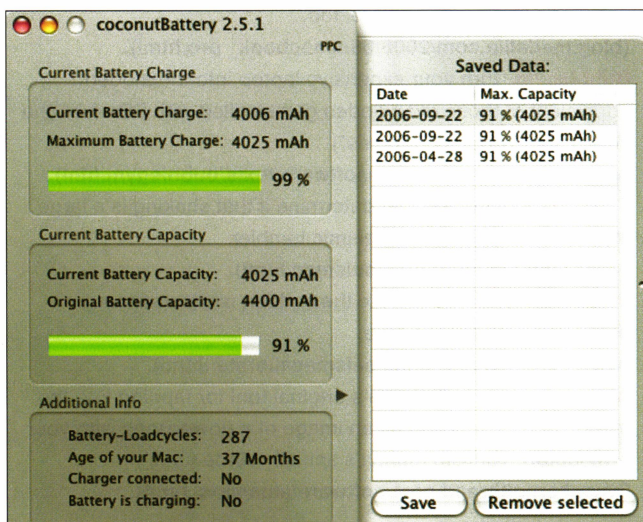 coconutBattery 2.5.1
PPC
Current Battery Charge
Current Battery Charge: 4006 mAh
Maximum Battery Charge: 4025 mAh
99 %
Current Battery Capacity
Current Battery Capacity: 4025 mAh
Original Battery Capacity: 4400 mAh
91 %
Additional Info
Battery-Loadcycles: 287
Age of your Mac: 37 Months
Charger connected: No
Battery is charging: No
Saved Data:
Date Max. Capacity
2006-09-22 91 % (4025 mAh)
2006-09-22 91 % (4025 mAh)
2006-04-28 91 % (4025 mAh)
Save Remove selected